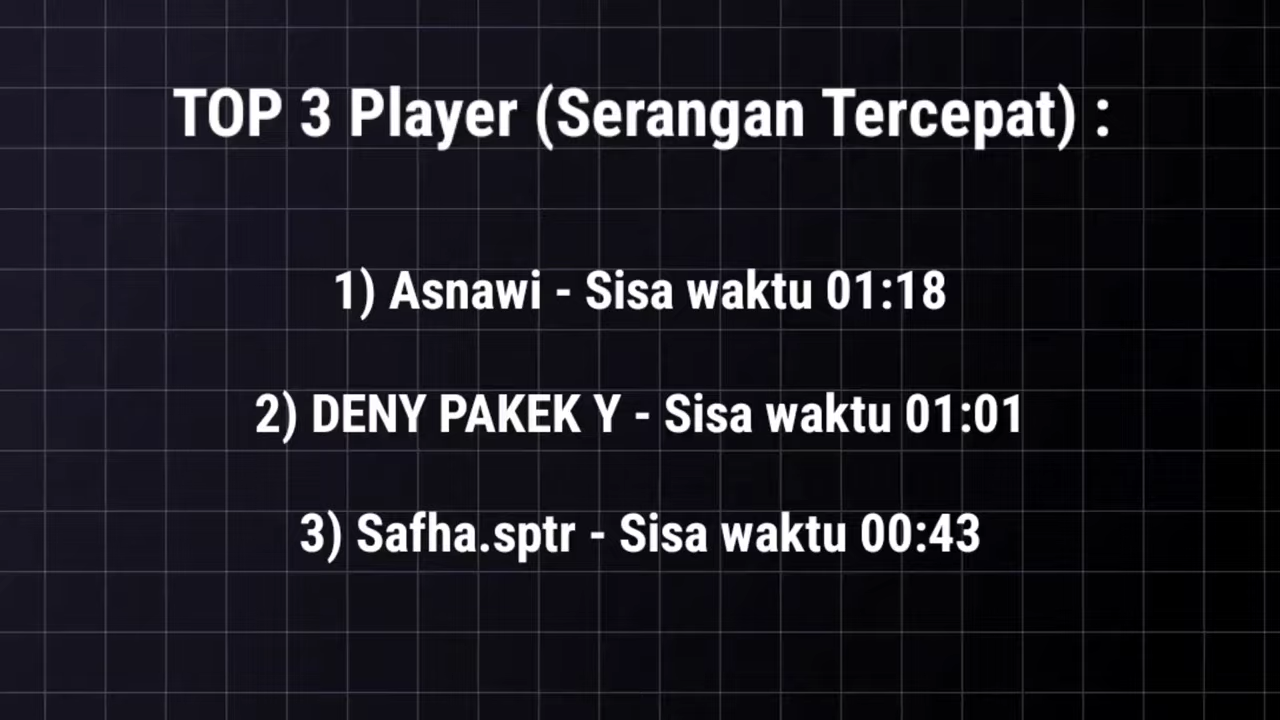 TOP 3 Player (Serangan Tercepat) :
1) Asnawi - Sisa waktu 01:18
2) DENY PAKEK Y - Sisa waktu 01:01
3) Safha.sptr - Sisa waktu 00:43